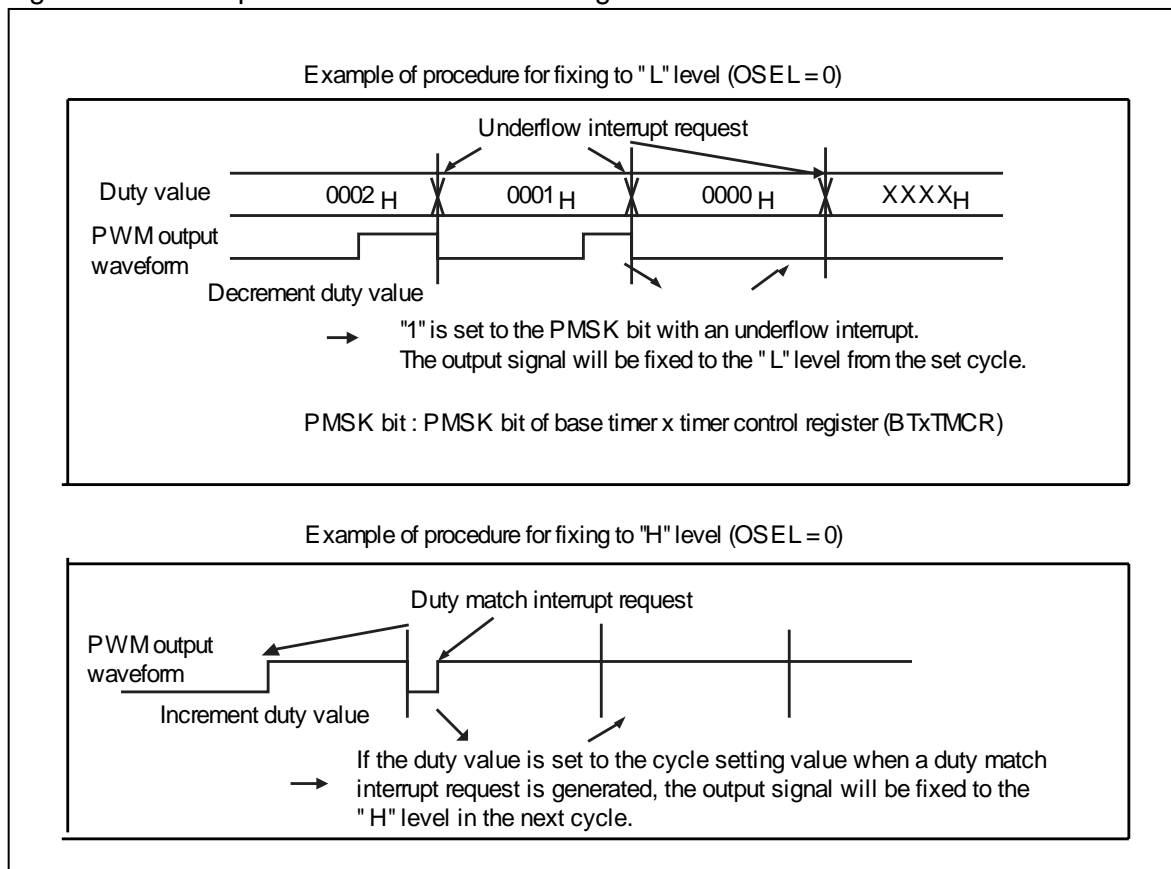 Example of procedure for fixing to "L" level (OSEL = 0)
Underflow interrupt request
Duty value 0002 H 0001 H 0000 H XXXX H
PWM output
waveform
Decrement duty value
→ "1" is set to the PMSK bit with an underflow interrupt.
The output signal will be fixed to the "L" level from the set cycle.
PMSK bit : PMSK bit of base timer x timer control register (BTxTMCR)
Example of procedure for fixing to "H" level (OSEL = 0)
Duty match interrupt request
PWM output
waveform
Increment duty value
If the duty value is set to the cycle setting value when a duty match
→ interrupt request is generated, the output signal will be fixed to the
"H" level in the next cycle.